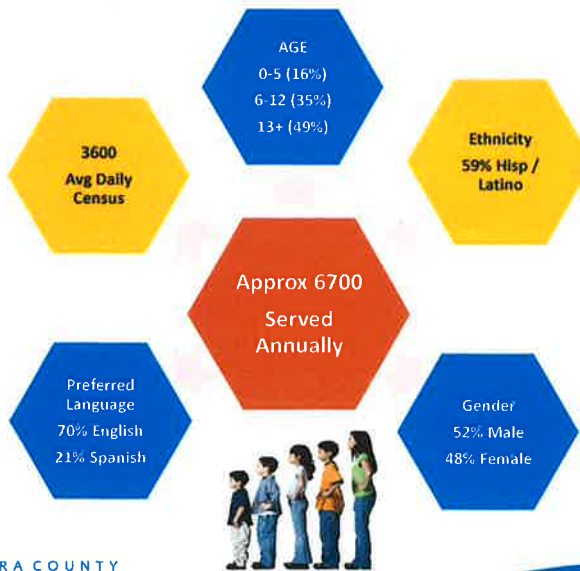 AGE
0-5 (16%)
6-12 (35%)
13+ (49%)
3600
Avg Daily
Census
Ethnicity
59% Hisp /
Latino
Approx 6700
Served
Annually
Preferred
Language
70% English
21% Spanish
Gender
52% Male
48% Female
RA COUNTY